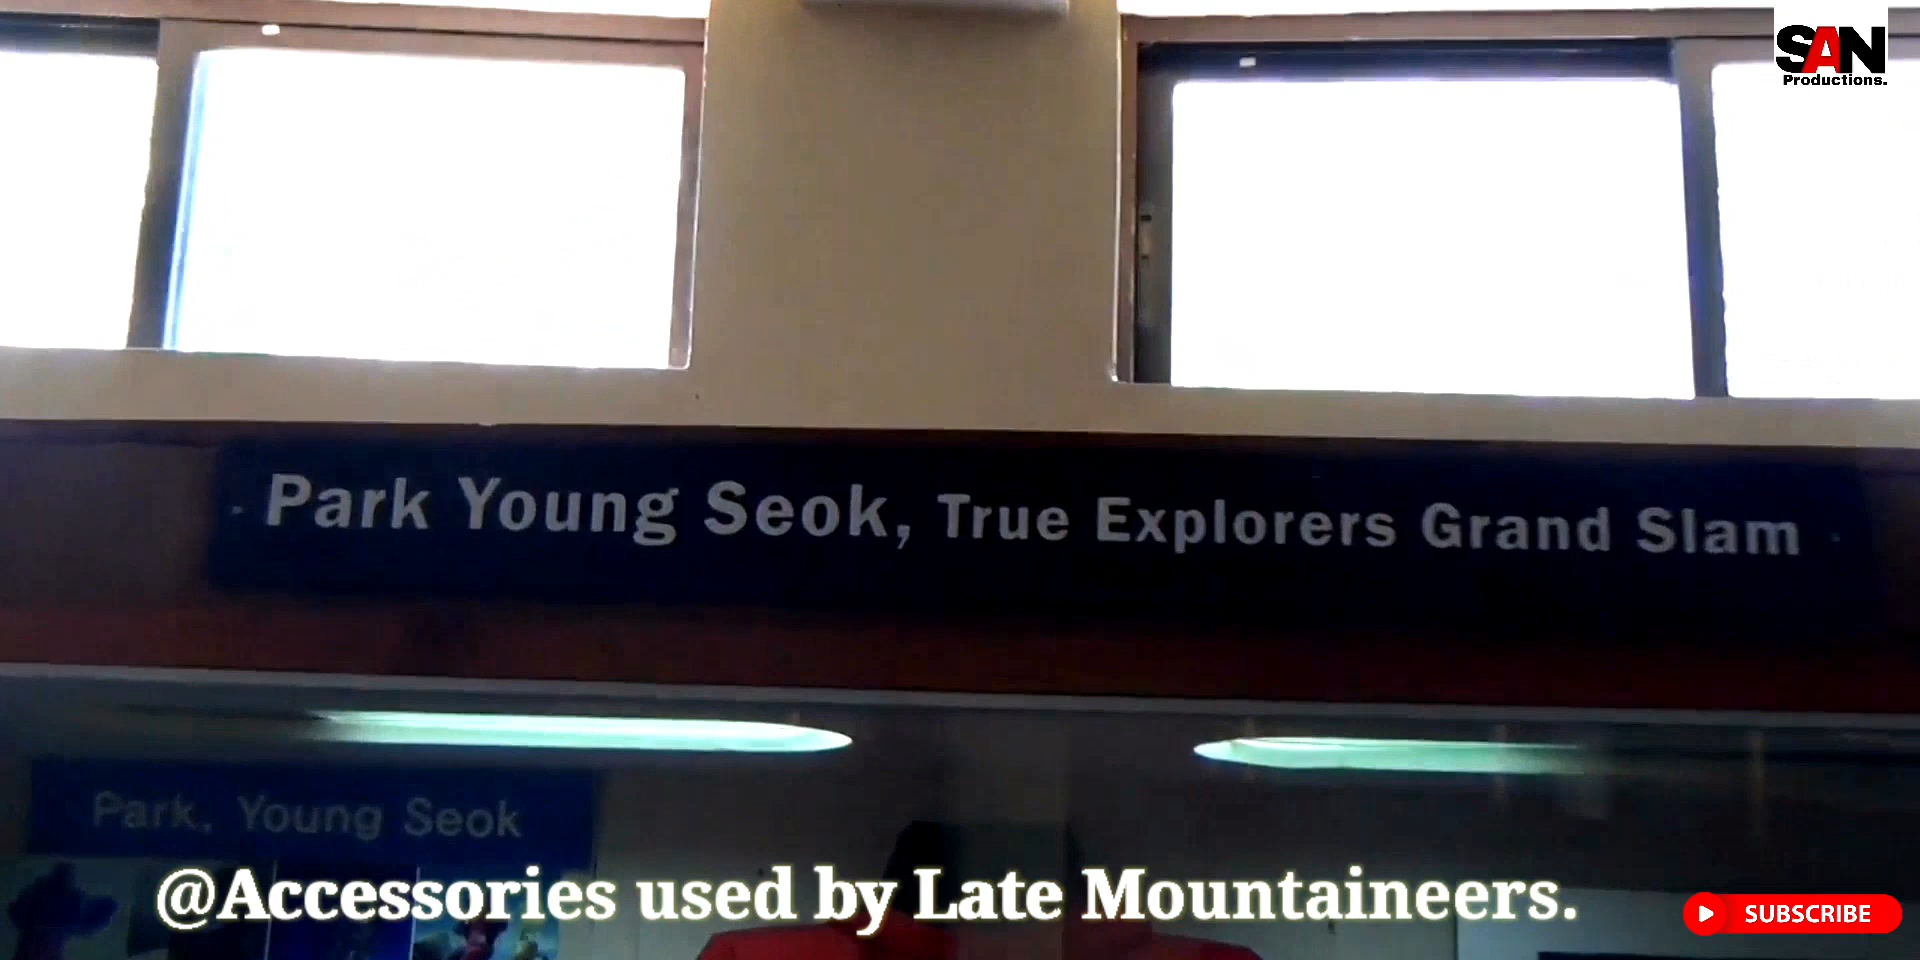 SAN
Productions.
Park Young Seok, True Explorers Grand Slam
Park, Young Seok
@Accessories used by Late Mountaineers.
SUBSCRIBE